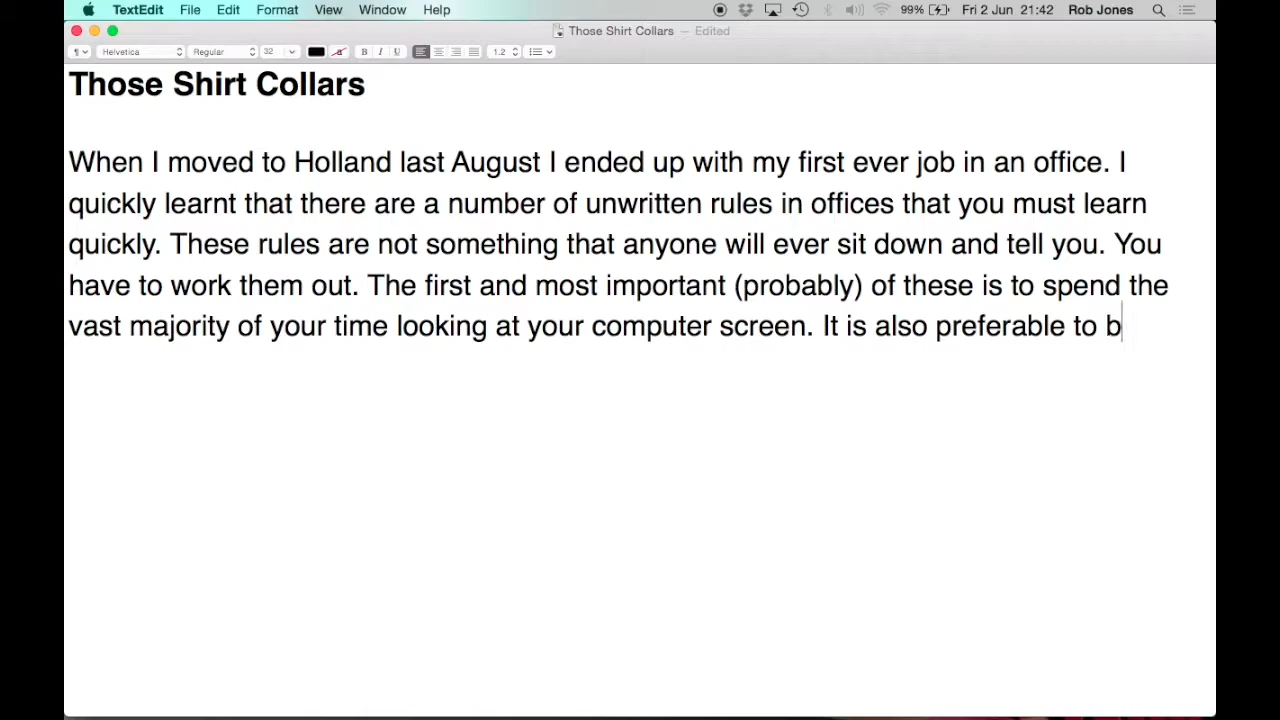 TextEdit File Edit Format View Window Help 99% Fri 2 Jun 21:42 Rob Jones
Those Shirt Collars — Edited
¶ Helvetica Regular 32 a B I U 1.2
Those Shirt Collars
When I moved to Holland last August I ended up with my first ever job in an office. I
quickly learnt that there are a number of unwritten rules in offices that you must learn
quickly. These rules are not something that anyone will ever sit down and tell you. You
have to work them out. The first and most important (probably) of these is to spend the
vast majority of your time looking at your computer screen. It is also preferable to b